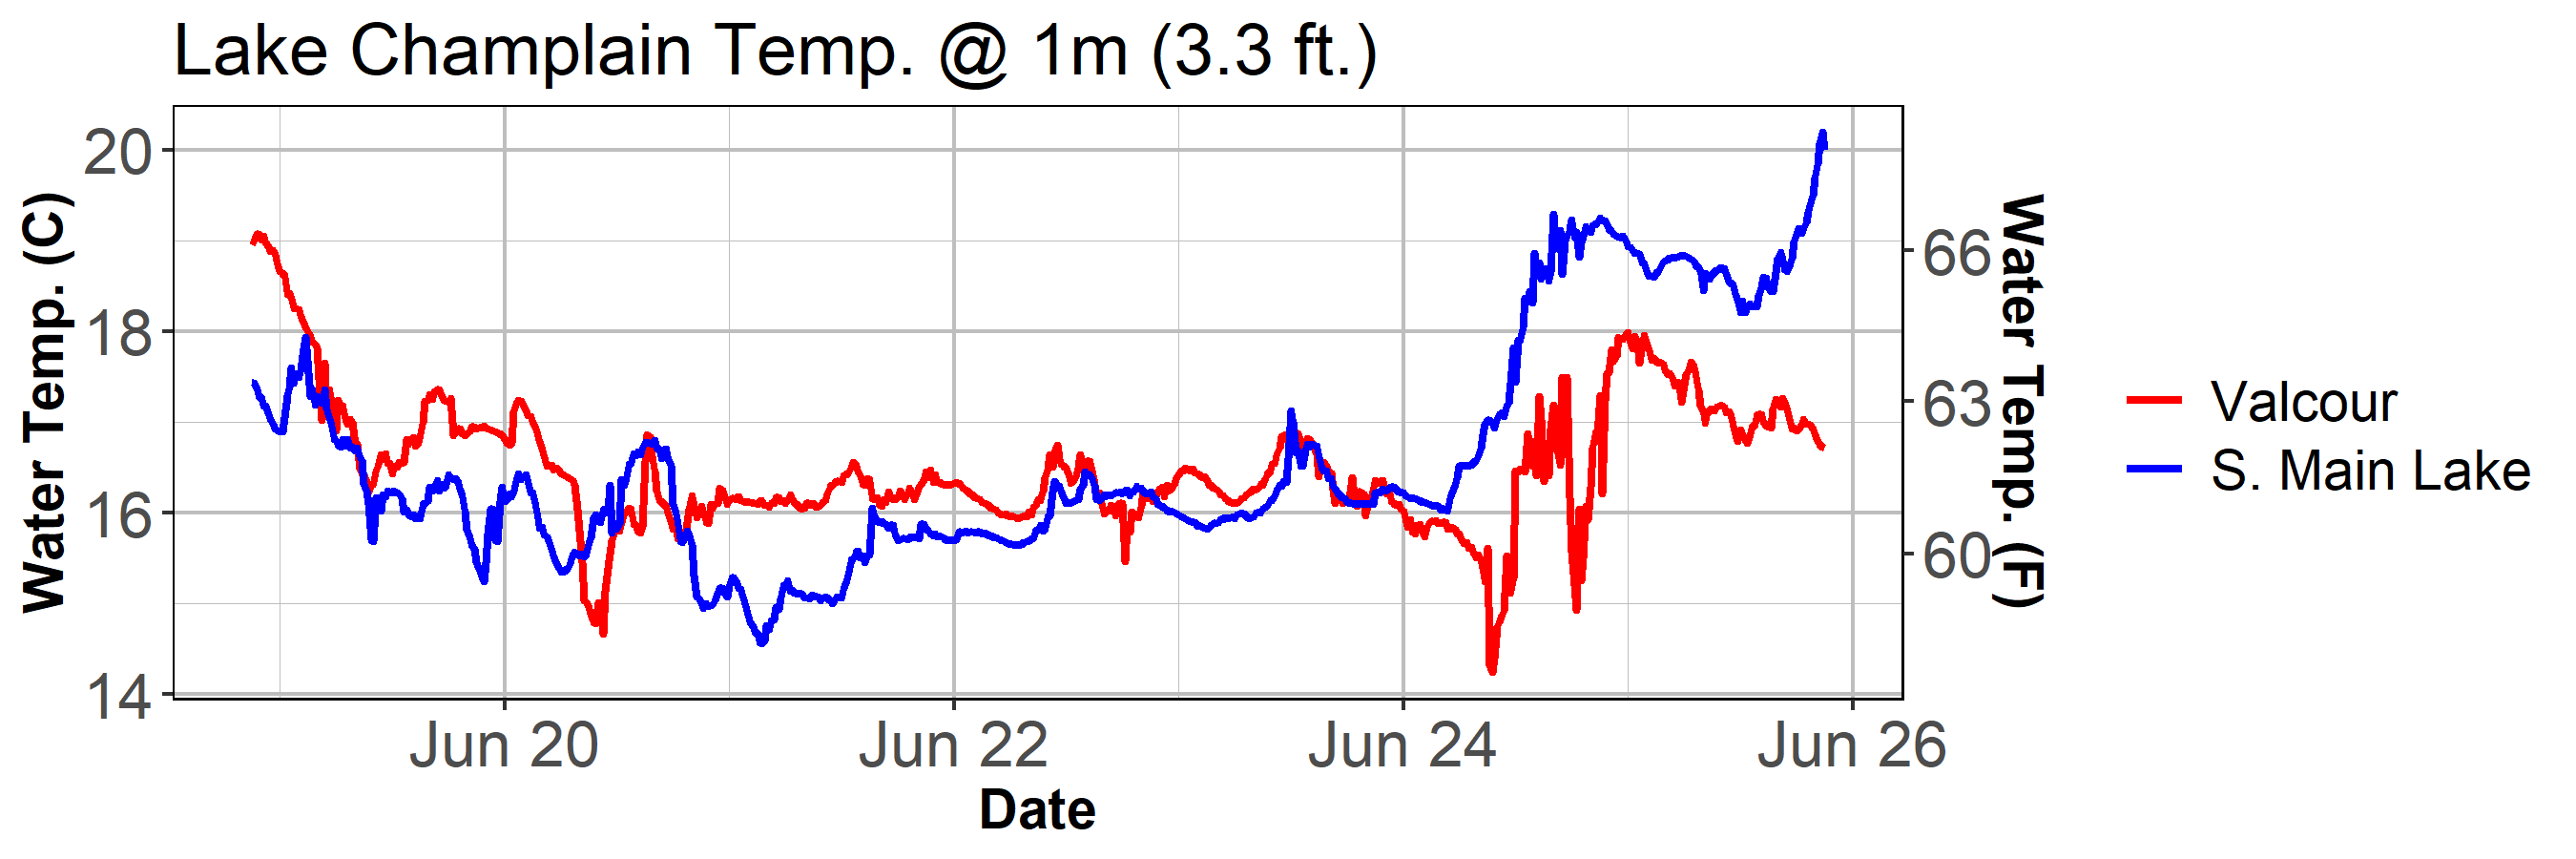 Lake Champlain Temp. @ 1m (3.3 ft.)
Water Temp. (C)
20
18
16
14
66
63
60
Water Temp. (F)
Jun 20
Jun 22
Jun 24
Jun 26
Date
Valcour
S. Main Lake